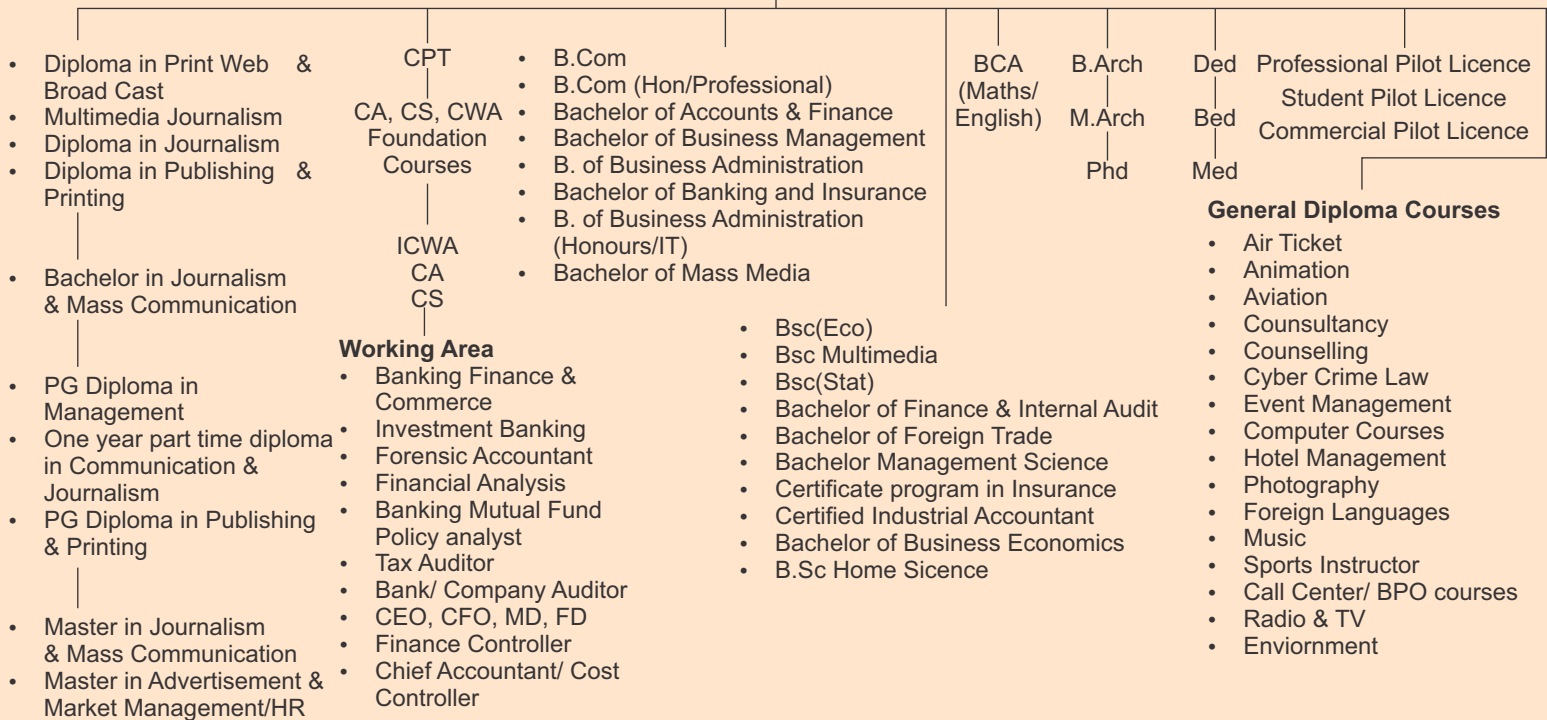 • Diploma in Print Web & 
Broad Cast
• Multimedia Journalism
• Diploma in Journalism
• Diploma in Publishing & 
Printing
• Bachelor in Journalism
& Mass Communication
• PG Diploma in
Management
• One year part time diploma
in Communication &
Journalism
• PG Diploma in Publishing
& Printing
• Master in Journalism
& Mass Communication
• Master in Advertisement &
Market Management/HR
CPT
CA, CS, CWA
Foundation
Courses
ICWA
CA
CS
Working Area
• Banking Finance &
Commerce
• Investment Banking
• Forensic Accountant
• Financial Analysis
• Banking Mutual Fund
Policy analyst
• Tax Auditor
• Bank/ Company Auditor
• CEO, CFO, MD, FD
• Finance Controller
• Chief Accountant/ Cost
Controller
• B.Com
• B.Com (Hon/Professional)
• Bachelor of Accounts & Finance
• Bachelor of Business Management
• B. of Business Administration
• Bachelor of Banking and Insurance
• B. of Business Administration
(Honours/IT)
• Bachelor of Mass Media
• Bsc(Eco)
• Bsc Multimedia
• Bsc(Stat)
• Bachelor of Finance & Internal Audit
• Bachelor of Foreign Trade
• Bachelor Management Science
• Certificate program in Insurance
• Certified Industrial Accountant
• Bachelor of Business Economics
• B.Sc Home Sicence
BCA
(Maths/
English)
B.Arch
M.Arch
Phd
Ded
Bed
Med
Professional Pilot Licence
Student Pilot Licence
Commercial Pilot Licence
General Diploma Courses
• Air Ticket
• Animation
• Aviation
• Counsultancy
• Counselling
• Cyber Crime Law
• Event Management
• Computer Courses
• Hotel Management
• Photography
• Foreign Languages
• Music
• Sports Instructor
• Call Center/ BPO courses
• Radio & TV
• Enviornment